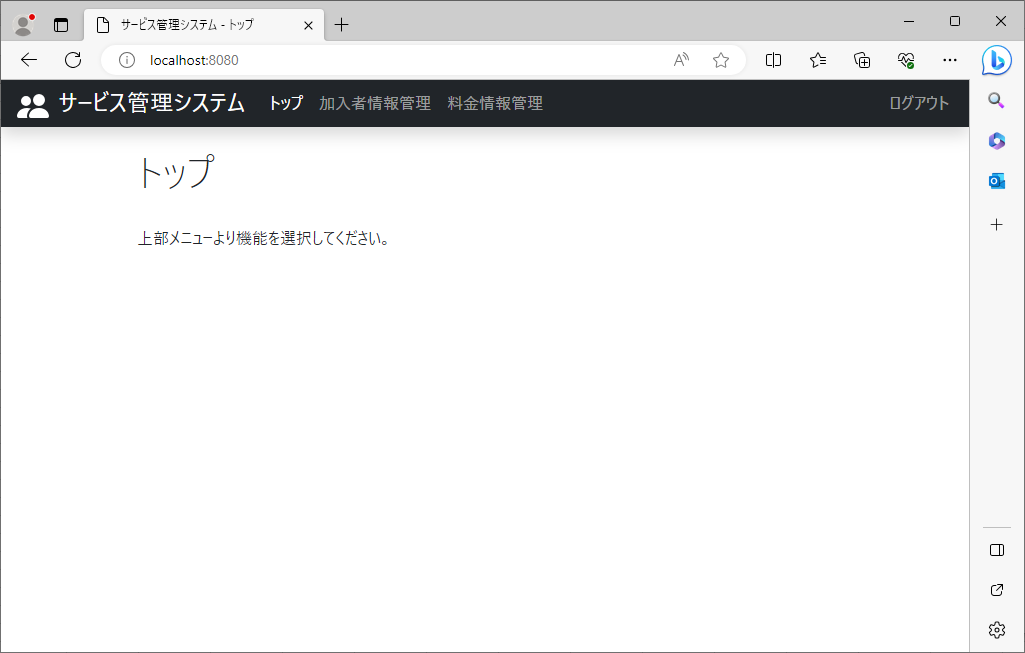 サービス管理システム - トップ
localhost:8080
サービス管理システム トップ 加入者情報管理 料金情報管理 ログアウト
トップ
上部メニューより機能を選択してください。